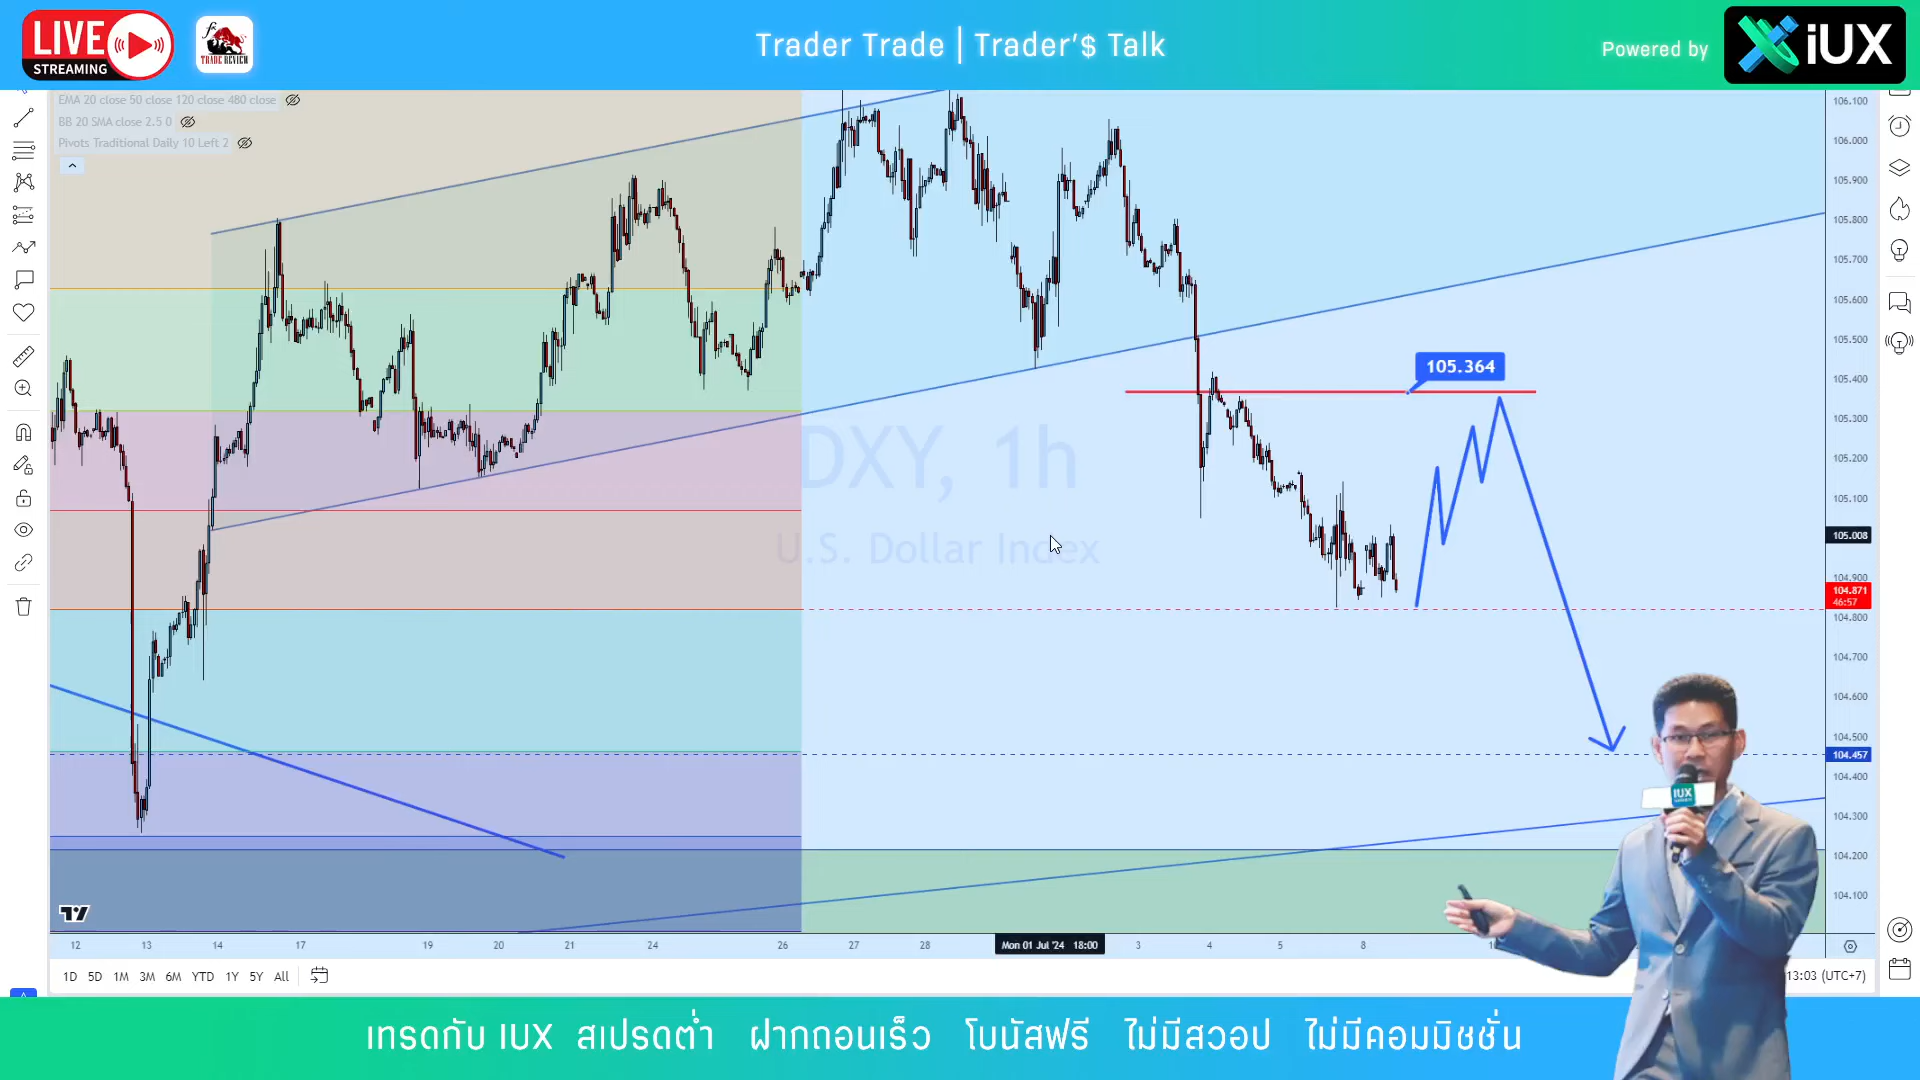 LIVE
STREAMING
fx
TRADE REVIEW
Trader Trade | Trader'$ Talk
Powered by
iUX
EMA 20 close 50 close 120 close 480 close
BB 20 SMA close 2.5 0
Pivots Traditional Daily 10 Left 2
DXY, 1h
U.S. Dollar Index
105.364
106.100
106.000
105.900
105.800
105.700
105.600
105.500
105.400
105.300
105.200
105.100
105.008
104.900
104.871
46:57
104.800
104.700
104.600
104.500
104.457
104.400
104.300
104.200
104.100
IUX
12 13 14 17 19 20 21 24 26 27 28 Mon 01 Jul '24 18:00 3 4 5 8
1D 5D 1M 3M 6M YTD 1Y 5Y All
13:03 (UTC+7)
เทรดกับ IUX สเปรดต่ำ ฝากถอนเร็ว โบนัสฟรี ไม่มีสวอป ไม่มีคอมมิชชั่น